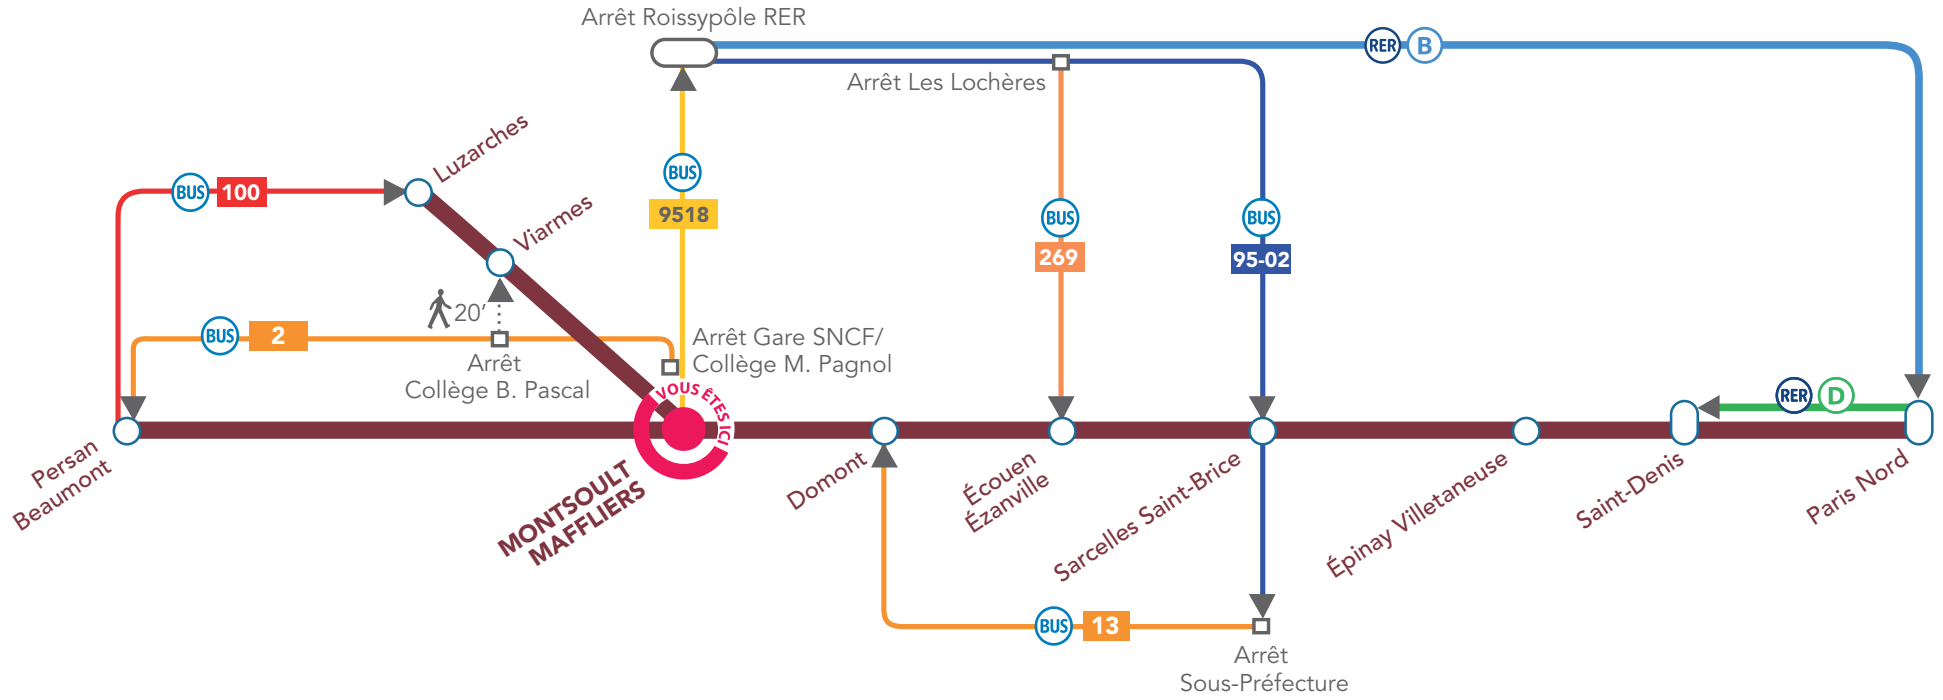 Arrêt Roissypôle RER
RER B
Arrêt Les Lochères
Luzarches
BUS 100
BUS
9518
Viarmes
BUS
269
BUS
95-02
20'
BUS 2
Arrêt
Collège B. Pascal
Arrêt Gare SNCF/
Collège M. Pagnol
VOUS ÊTES ICI
RER D
Persan
Beaumont
MONTSOULT
MAFFLIERS
Domont
Écouen
Ézanville
Sarcelles Saint-Brice
Épinay Villetaneuse
Saint-Denis
Paris Nord
BUS 13
Arrêt
Sous-Préfecture